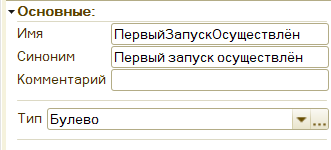 Основные:
Имя ПервыйЗапускОсуществлён
Синоним Первый запуск осуществлён
Комментарий
Тип Булево ...